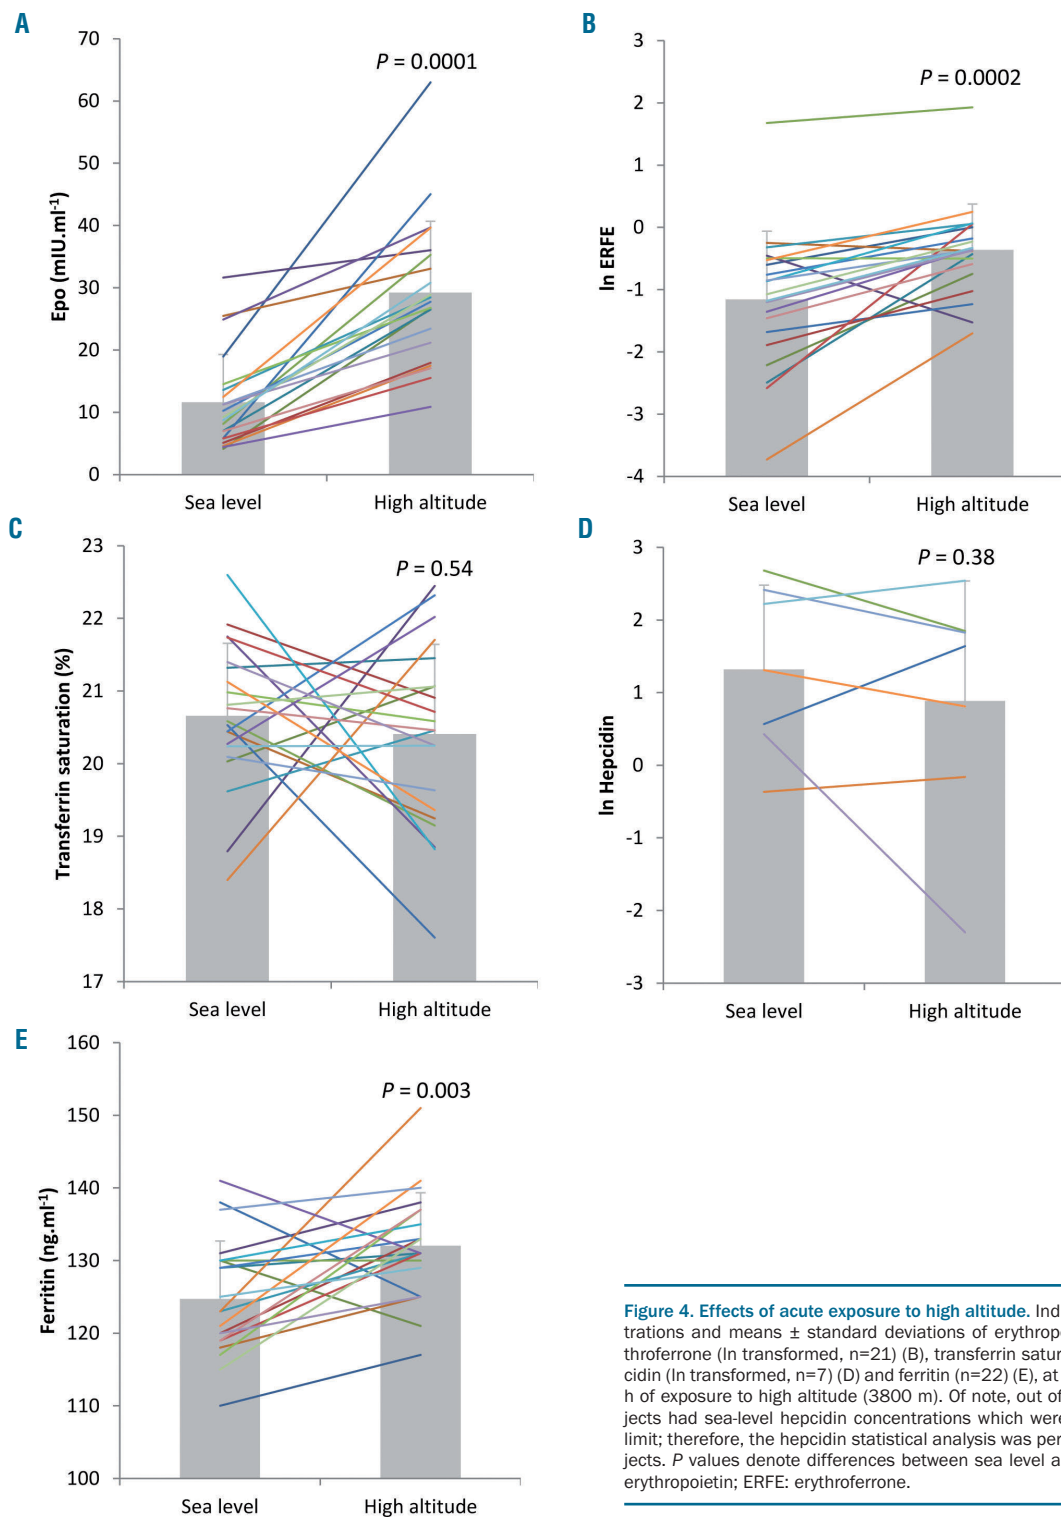 A
70
60
50
40
30
20
10
0
Epo (mIU.ml-1)
P = 0.0001
Sea level
High altitude
B
3
2
1
0
-1
-2
-3
-4
ln ERFE
P = 0.0002
Sea level
High altitude
C
23
22
21
20
19
18
17
Transferrin saturation (%)
P = 0.54
Sea level
High altitude
D
3
2
1
0
-1
-2
-3
ln Hepcidin
P = 0.38
Sea level
High altitude
E
160
150
140
130
120
110
100
Ferritin (ng.ml-1)
P = 0.003
Sea level
High altitude
Figure 4. Effects of acute exposure to high altitude. Ind
trations and means ± standard deviations of erythrop
throferrone (ln transformed, n=21) (B), transferrin satur
cidin (ln transformed, n=7) (D) and ferritin (n=22) (E), at
h of exposure to high altitude (3800 m). Of note, out of
jects had sea-level hepcidin concentrations which were
limit; therefore, the hepcidin statistical analysis was per
jects. P values denote differences between sea level a
erythropoietin; ERFE: erythroferrone.